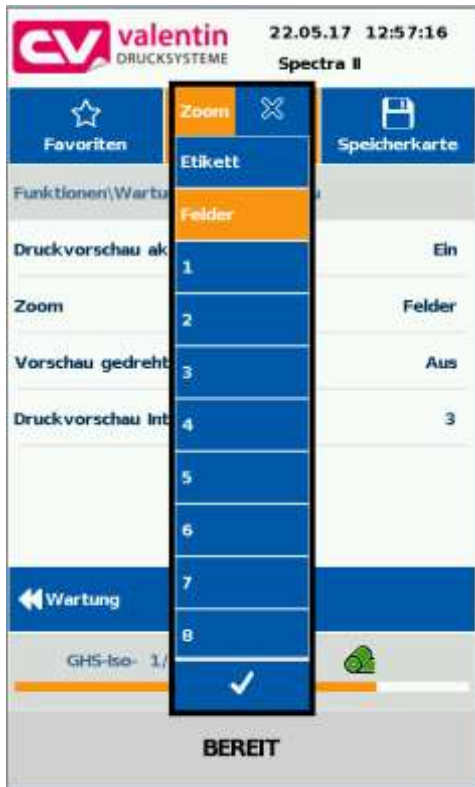 cv valentin
DRUCKSYSTEME
22.05.17 12:57:16
Spectra II
Favoriten
Speicherkarte
Zoom
Etikett
Felder
1
2
3
4
5
6
7
8
Funktionen\Wartu
Druckvorschau ak Ein
Zoom Felder
Vorschau gedreht Aus
Druckvorschau Int 3
Wartung
GHS-Iso- 1/
BEREIT